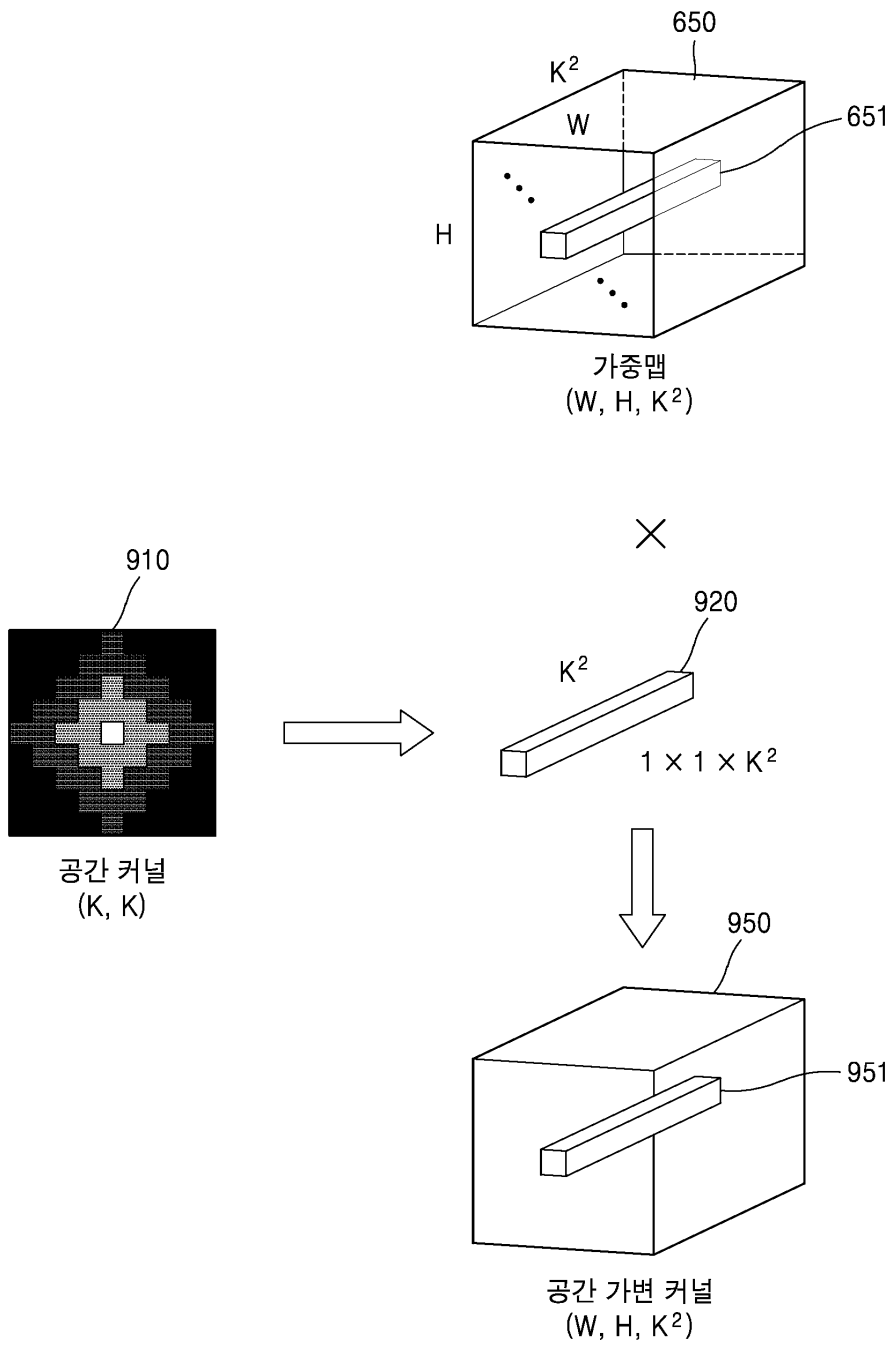 650
K²
W
651
H
가중맵
(W, H, K²)
×
910
920
K²
1 × 1 × K²
공간 커널
(K, K)
950
951
공간 가변 커널
(W, H, K²)